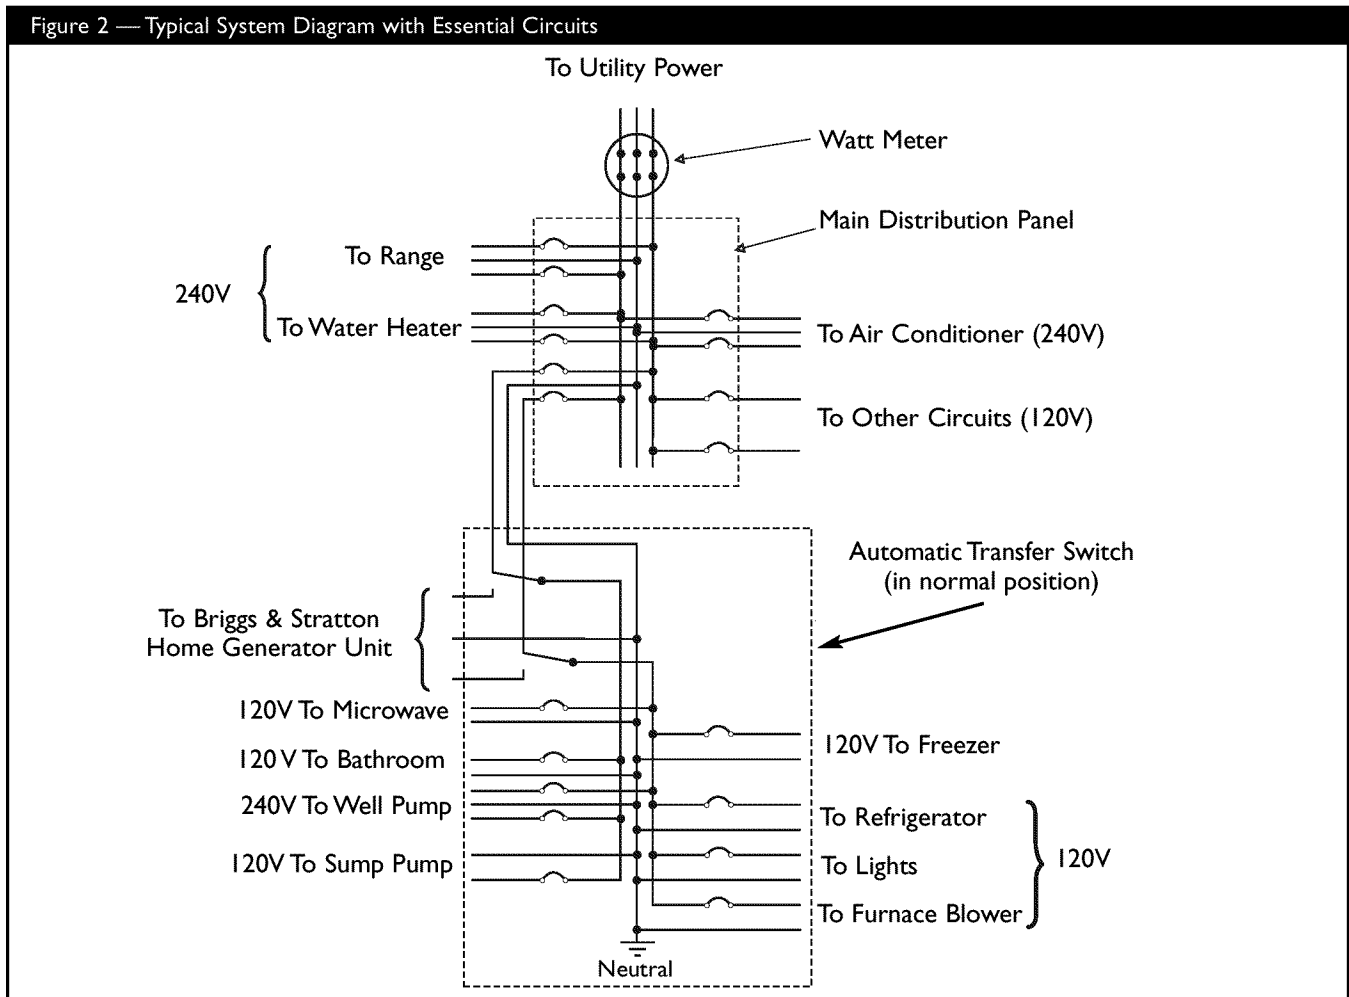 Figure 2 — Typical System Diagram with Essential Circuits
To Utility Power
Watt Meter
Main Distribution Panel
To Range
240V
To Water Heater
To Air Conditioner (240V)
To Other Circuits (120V)
Automatic Transfer Switch
(in normal position)
To Briggs & Stratton
Home Generator Unit
120V To Microwave
120V To Freezer
120V To Bathroom
240V To Well Pump
To Refrigerator
120V To Sump Pump
To Lights
120V
To Furnace Blower
Neutral